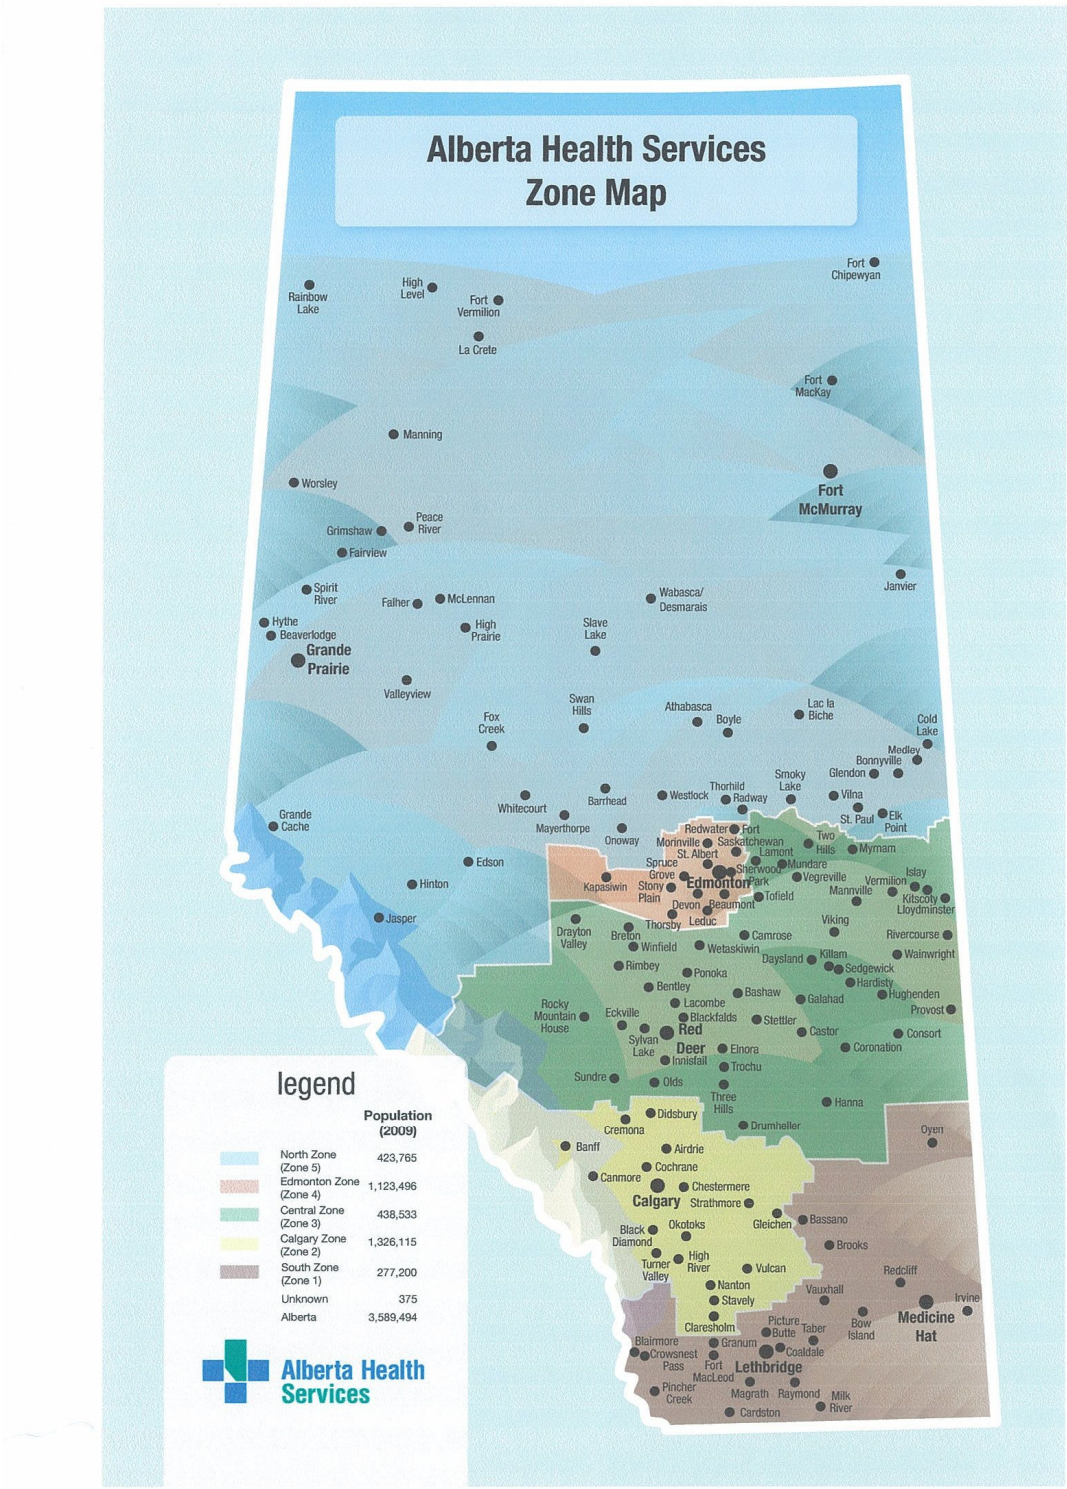 Alberta Health Services
Zone Map
Fort
Chipewyan
Rainbow
Lake
High
Level
Fort
Vermilion
La Crete
Fort
MacKay
Manning
Worsley
Fort
McMurray
Peace
River
Grimshaw
Fairview
Janvier
Spirit
River
Falher
McLennan
Wabasca/
Desmarais
Hythe
Beaverlodge
High
Prairie
Slave
Lake
Grande
Prairie
Valleyview
Swan
Hills
Athabasca
Boyle
Lac la
Biche
Fox
Creek
Cold
Lake
Medley
Bonnyville
Glendon
Smoky
Lake
Whitecourt
Barrhead
Westlock
Thorhild
Radway
Vilna
St. Paul
Elk
Point
Grande
Cache
Mayerthorpe
Onoway
Redwater
Fort
Saskatchewan
Morinville
St. Albert
Lamont
Two
Hills
Myrnam
Edson
Hinton
Jasper
Kapasiwin
Spruce
Grove
Stony
Plain
Edmonton
Sherwood
Park
Mundare
Vegreville
Mannville
Vermilion
Islay
Kitscoty
Lloydminster
Devon
Beaumont
Tofield
Thorsby
Leduc
Drayton
Valley
Breton
Winfield
Wetaskiwin
Camrose
Viking
Rivercourse
Daysland
Killam
Sedgewick
Wainwright
Rimbey
Ponoka
Hardisty
Bentley
Bashaw
Galahad
Hughenden
Provost
Rocky
Mountain
House
Eckville
Lacombe
Blackfalds
Stettler
Castor
Consort
Sylvan
Lake
Red
Deer
Elnora
Coronation
Innisfail
Trochu
Sundre
Olds
Three
Hills
Hanna
Didsbury
Cremona
Drumheller
Oyen
Banff
Airdrie
Cochrane
Canmore
Calgary
Chestermere
Strathmore
Gleichen
Bassano
Black
Diamond
Okotoks
Brooks
Turner
Valley
High
River
Vulcan
Redcliff
Nanton
Stavely
Vauxhall
Irvine
Medicine
Hat
Claresholm
Picture
Butte
Taber
Bow
Island
Blairmore
Crowsnest
Pass
Granum
Coaldale
Fort
MacLeod
Lethbridge
Pincher
Creek
Magrath
Raymond
Milk
River
Cardston
legend
Population
(2009)
North Zone
(Zone 5) 423,765
Edmonton Zone
(Zone 4) 1,123,496
Central Zone
(Zone 3) 438,533
Calgary Zone
(Zone 2) 1,326,115
South Zone
(Zone 1) 277,200
Unknown 375
Alberta 3,589,494
Alberta Health
Services